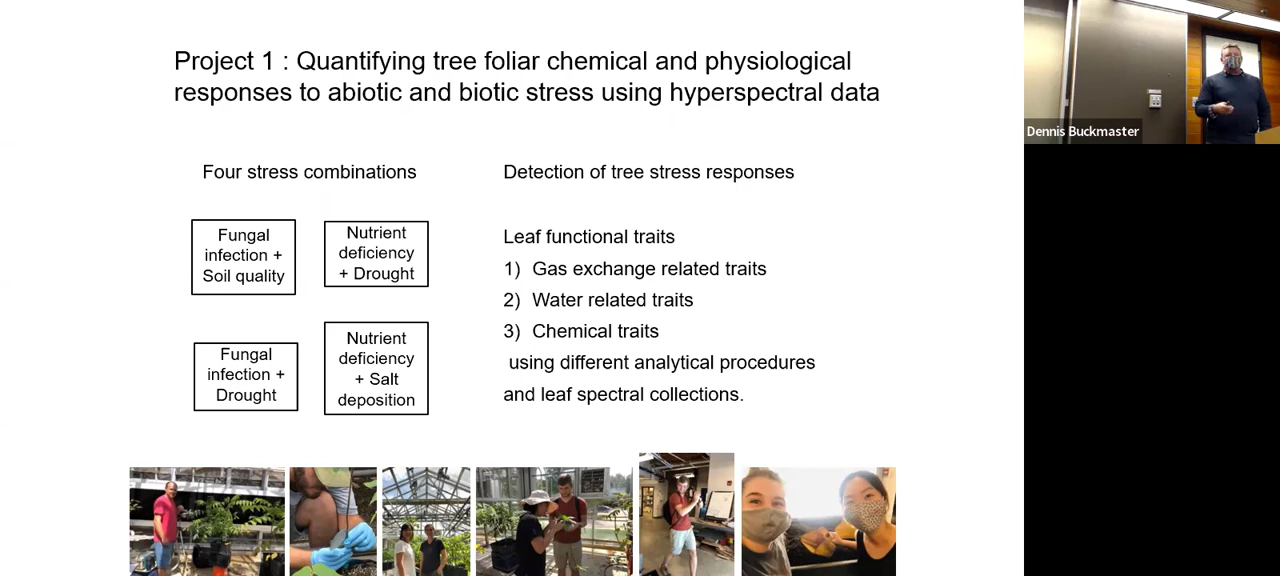 Project 1 : Quantifying tree foliar chemical and physiological
responses to abiotic and biotic stress using hyperspectral data
Four stress combinations
Fungal
infection +
Soil quality
Nutrient
deficiency
+ Drought
Fungal
infection +
Drought
Nutrient
deficiency
+ Salt
deposition
Detection of tree stress responses
Leaf functional traits
1) Gas exchange related traits
2) Water related traits
3) Chemical traits
using different analytical procedures
and leaf spectral collections.
Dennis Buckmaster